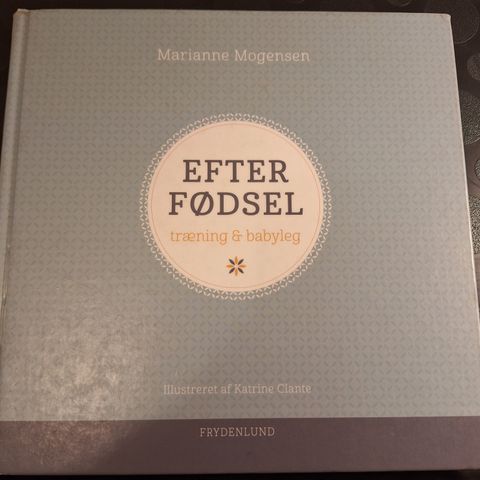 Marianne Mogensen
EFTER
FØDSEL
træning & babyleg
Illustreret af Katrine Clante
FRYDENLUND